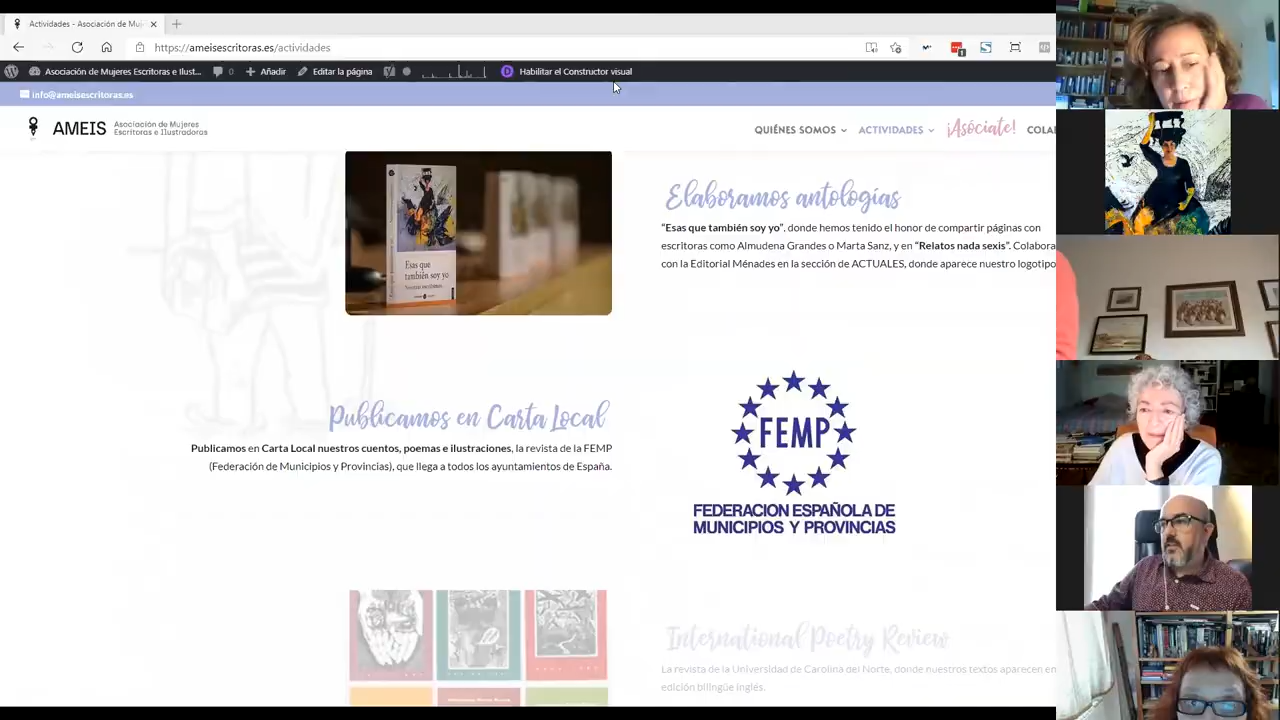 Actividades - Asociación de Muj
https://ameisescritoras.es/actividades
Asociación de Mujeres Escritoras e Ilust... 0 Añadir Editar la página Habilitar el Constructor visual
info@ameisescritoras.es
AMEIS
Asociación de Mujeres
Escritoras e Ilustradoras
QUIÉNES SOMOS ACTIVIDADES ¡Asóciate! COLA
Elaboramos antologías
“Esas que también soy yo”, donde hemos tenido el honor de compartir páginas con
escritoras como Almudena Grandes o Marta Sanz, y en “Relatos nada sexis”. Colabora
con la Editorial Ménades en la sección de ACTUALES, donde aparece nuestro logotipo
Esas que
también soy yo
Publicamos en Carta Local
Publicamos en Carta Local nuestros cuentos, poemas e ilustraciones, la revista de la FEMP
(Federación de Municipios y Provincias), que llega a todos los ayuntamientos de España.
FEMP
FEDERACION ESPAÑOLA DE
MUNICIPIOS Y PROVINCIAS
International Poetry Review
La revista de la Universidad de Carolina del Norte, donde nuestros textos aparecen en
edición bilingüe inglés.